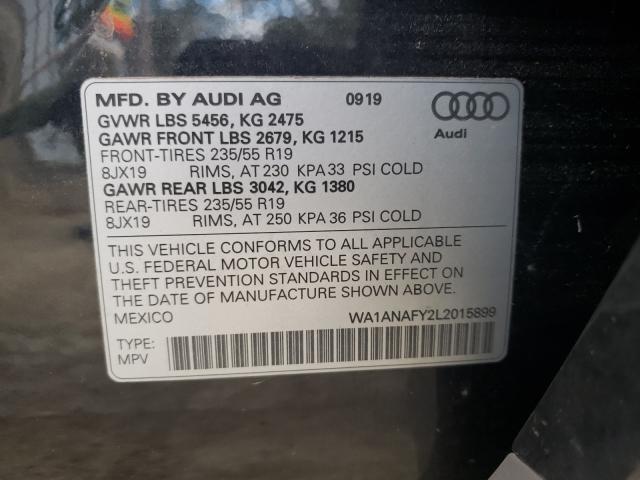 MFD. BY AUDI AG 0919
GVWR LBS 5456, KG 2475
GAWR FRONT LBS 2679, KG 1215
FRONT-TIRES 235/55 R19
8JX19 RIMS, AT 230 KPA 33 PSI COLD
GAWR REAR LBS 3042, KG 1380
REAR-TIRES 235/55 R19
8JX19 RIMS, AT 250 KPA 36 PSI COLD
Audi
THIS VEHICLE CONFORMS TO ALL APPLICABLE
U.S. FEDERAL MOTOR VEHICLE SAFETY AND
THEFT PREVENTION STANDARDS IN EFFECT ON
THE DATE OF MANUFACTURE SHOWN ABOVE.
MEXICO WA1ANAFY2L2015899
TYPE:
MPV